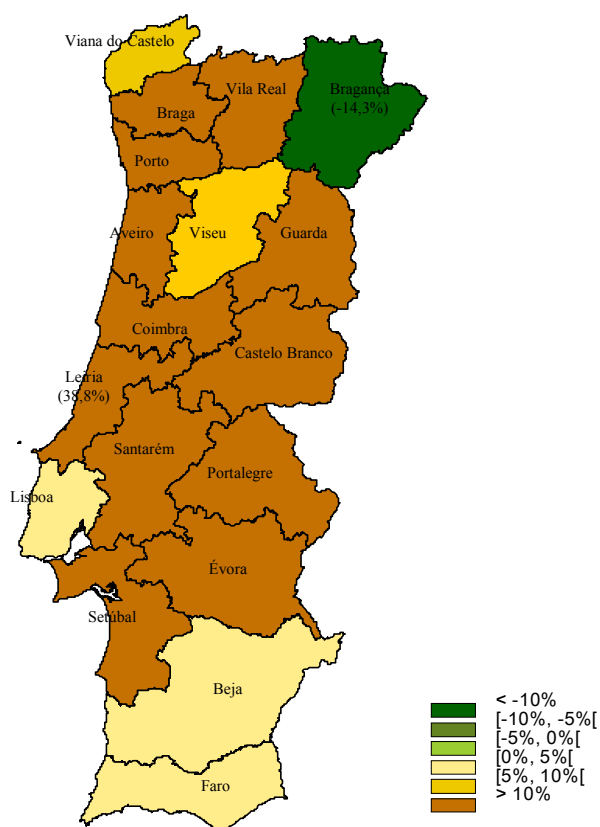 Viana do Castelo
Vila Real
Bragança
(-14,3%)
Braga
Porto
Aveiro
Viseu
Guarda
Coimbra
Castelo Branco
Leiria
(38,8%)
Santarém
Portalegre
Lisboa
Évora
Setúbal
Beja
Faro
< -10%
[-10%, -5%[
[-5%, 0%[
[0%, 5%[
[5%, 10%[
> 10%